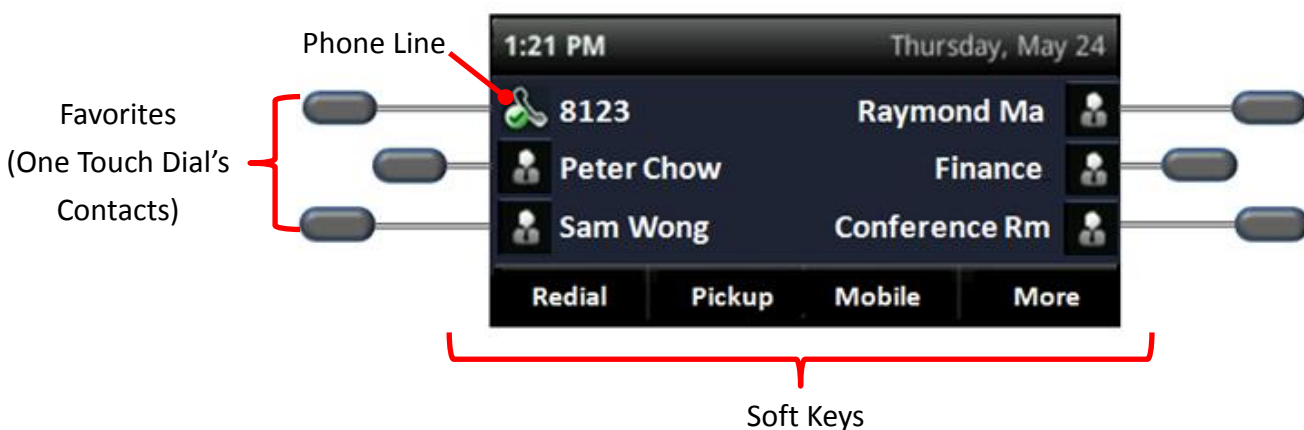 Phone Line
1:21 PM Thursday, May 24
Favorites
(One Touch Dial’s
Contacts)
8123 Raymond Ma
Peter Chow Finance
Sam Wong Conference Rm
Redial Pickup Mobile More
Soft Keys